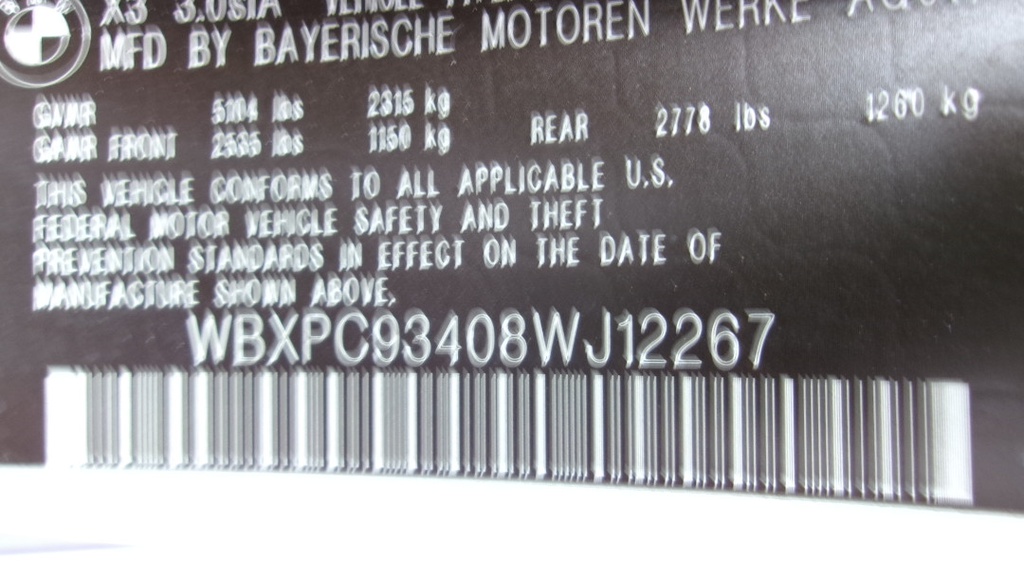 X3 3.0SIA VEHICLE
MFD BY BAYERISCHE MOTOREN WERKE
GVWR 5104 lbs 2315 kg
GAWR FRONT 2535 lbs 1150 kg REAR 2778 lbs 1260 kg
THIS VEHICLE CONFORMS TO ALL APPLICABLE U.S.
FEDERAL MOTOR VEHICLE SAFETY AND THEFT
PREVENTION STANDARDS IN EFFECT ON THE DATE OF
MANUFACTURE SHOWN ABOVE.
WBXPC93408WJ12267